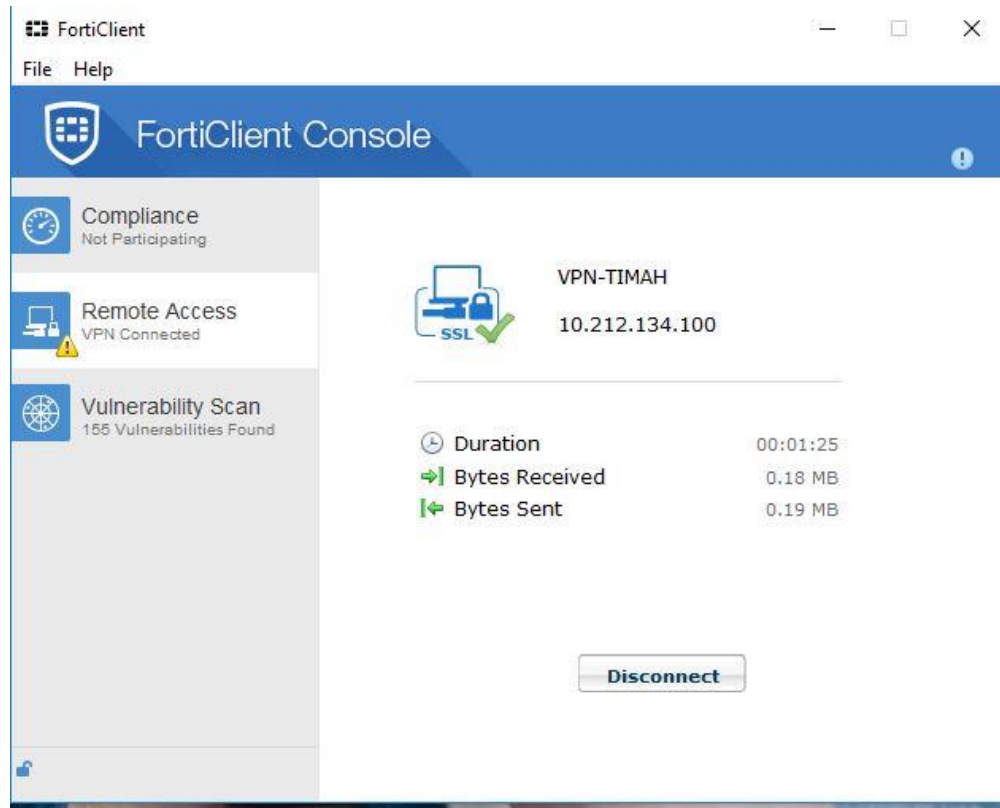 FortiClient
File Help
FortiClient Console
Compliance
Not Participating
Remote Access
VPN Connected
Vulnerability Scan
155 Vulnerabilities Found
VPN-TIMAH
10.212.134.100
SSL
Duration 00:01:25
Bytes Received 0.18 MB
Bytes Sent 0.19 MB
Disconnect